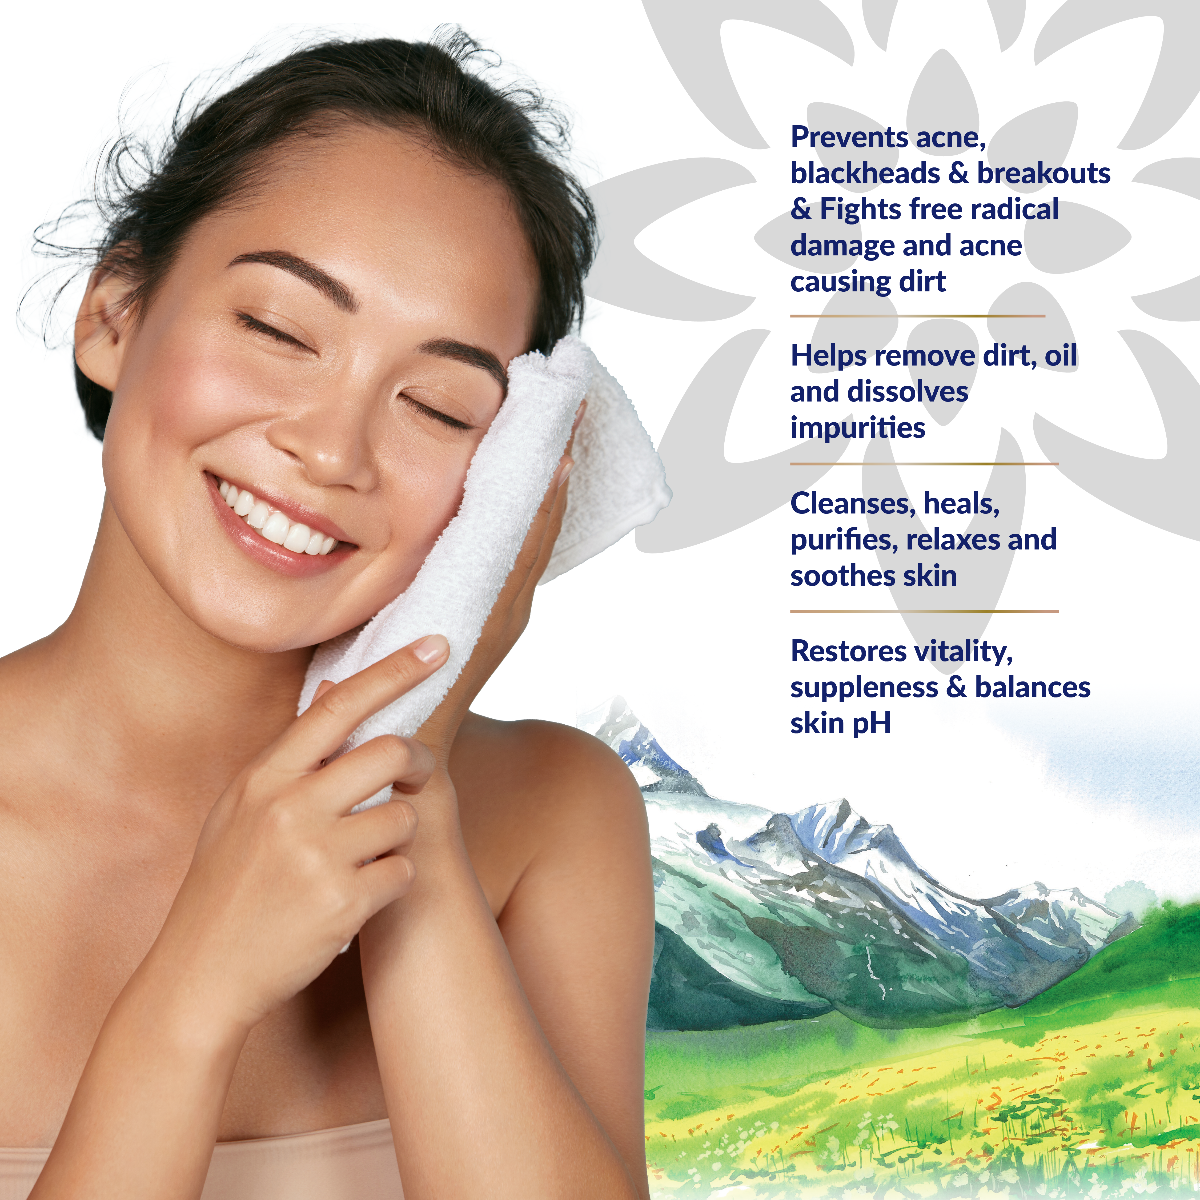 Prevents acne,
blackheads & breakouts
& Fights free radical
damage and acne
causing dirt
Helps remove dirt, oil
and dissolves
impurities
Cleanses, heals,
purifies, relaxes and
soothes skin
Restores vitality,
suppleness & balances
skin pH